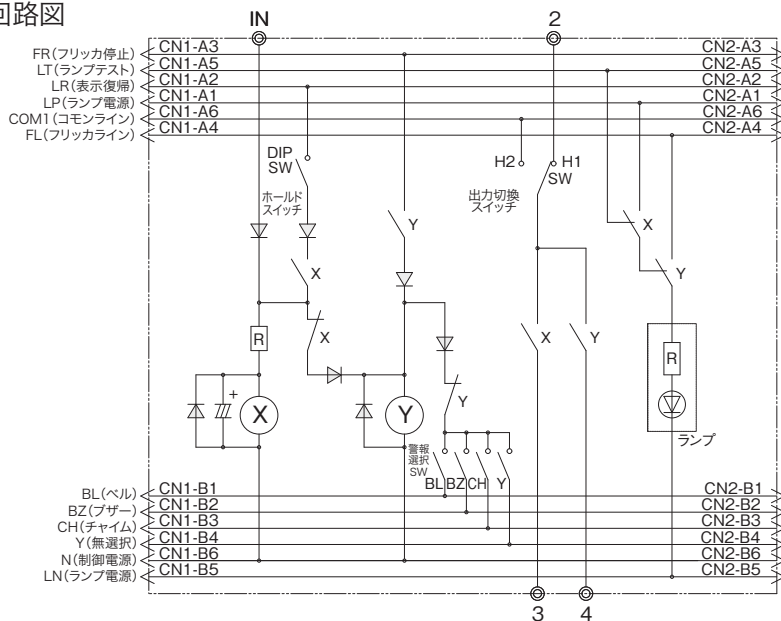 回路図
IN
2
FR(フリッカ停止)
CN1-A3
CN2-A3
LT(ランプテスト)
CN1-A5
CN2-A5
LR(表示復帰)
CN1-A2
CN2-A2
LP(ランプ電源)
CN1-A1
CN2-A1
COM1(コモンライン)
CN1-A6
CN2-A6
FL(フリッカライン)
CN1-A4
CN2-A4
DIP
SW
ホールド
スイッチ
H2
H1
SW
出力切換
スイッチ
Y
X
X
Y
X
R
X
X
Y
R
+
X
Y
Y
ランプ
警報
選択
SW
BL
BZ
CH
Y
BL(ベル)
CN1-B1
CN2-B1
BZ(ブザー)
CN1-B2
CN2-B2
CH(チャイム)
CN1-B3
CN2-B3
Y(無選択)
CN1-B4
CN2-B4
N(制御電源)
CN1-B6
CN2-B6
LN(ランプ電源)
CN1-B5
CN2-B5
3
4